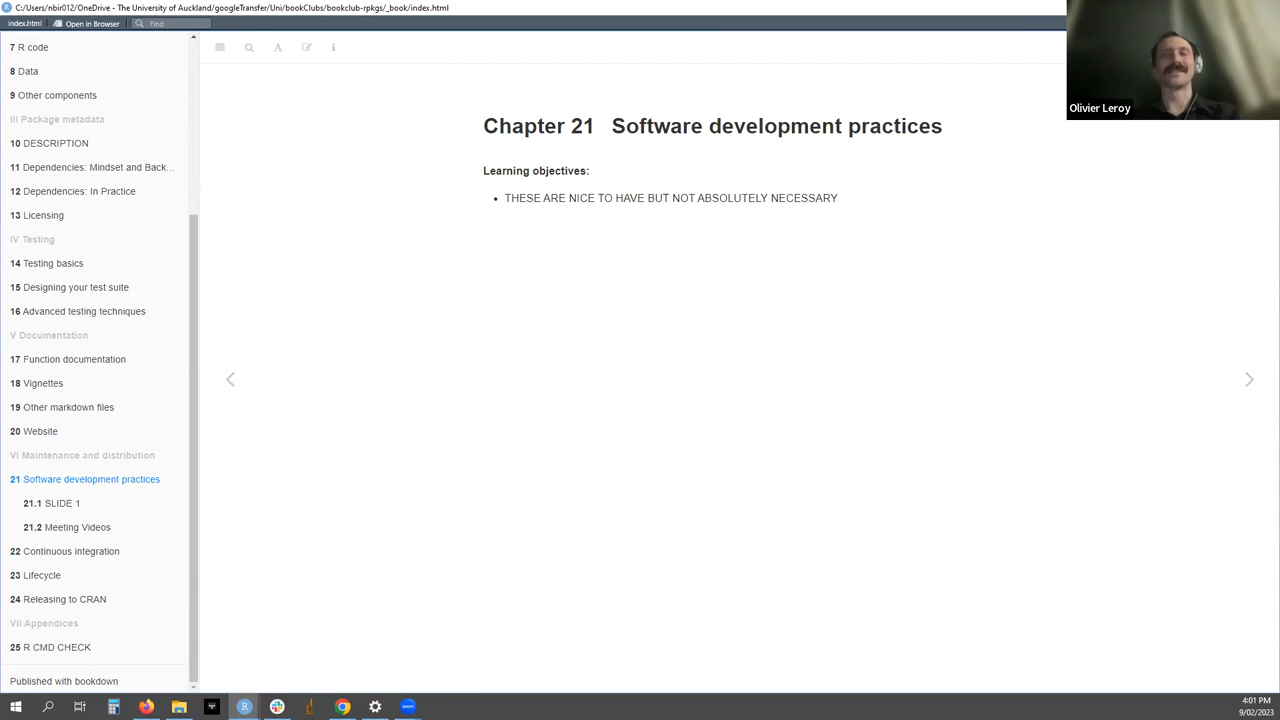 C:/Users/nbir012/OneDrive - The University of Auckland/googleTransfer/Uni/bookClubs/bookclub-rpkgs/_book/index.html
index.html
Open in Browser
Find
7 R code
8 Data
9 Other components
III Package metadata
10 DESCRIPTION
11 Dependencies: Mindset and Back...
12 Dependencies: In Practice
13 Licensing
IV Testing
14 Testing basics
15 Designing your test suite
16 Advanced testing techniques
V Documentation
17 Function documentation
18 Vignettes
19 Other markdown files
20 Website
VI Maintenance and distribution
21 Software development practices
21.1 SLIDE 1
21.2 Meeting Videos
22 Continuous integration
23 Lifecycle
24 Releasing to CRAN
VII Appendices
25 R CMD CHECK
Published with bookdown
Chapter 21 Software development practices
Learning objectives:
• THESE ARE NICE TO HAVE BUT NOT ABSOLUTELY NECESSARY
Olivier Leroy
zoom
4:01 PM
9/02/2023